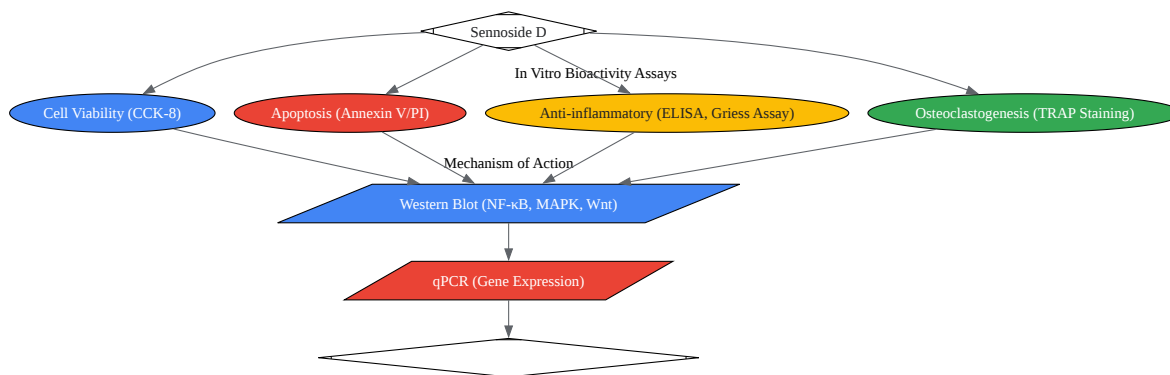 Sennoside D
In Vitro Bioactivity Assays
Cell Viability (CCK-8)
Apoptosis (Annexin V/PI)
Anti-inflammatory (ELISA, Griess Assay)
Osteoclastogenesis (TRAP Staining)
Mechanism of Action
Western Blot (NF-κB, MAPK, Wnt)
qPCR (Gene Expression)